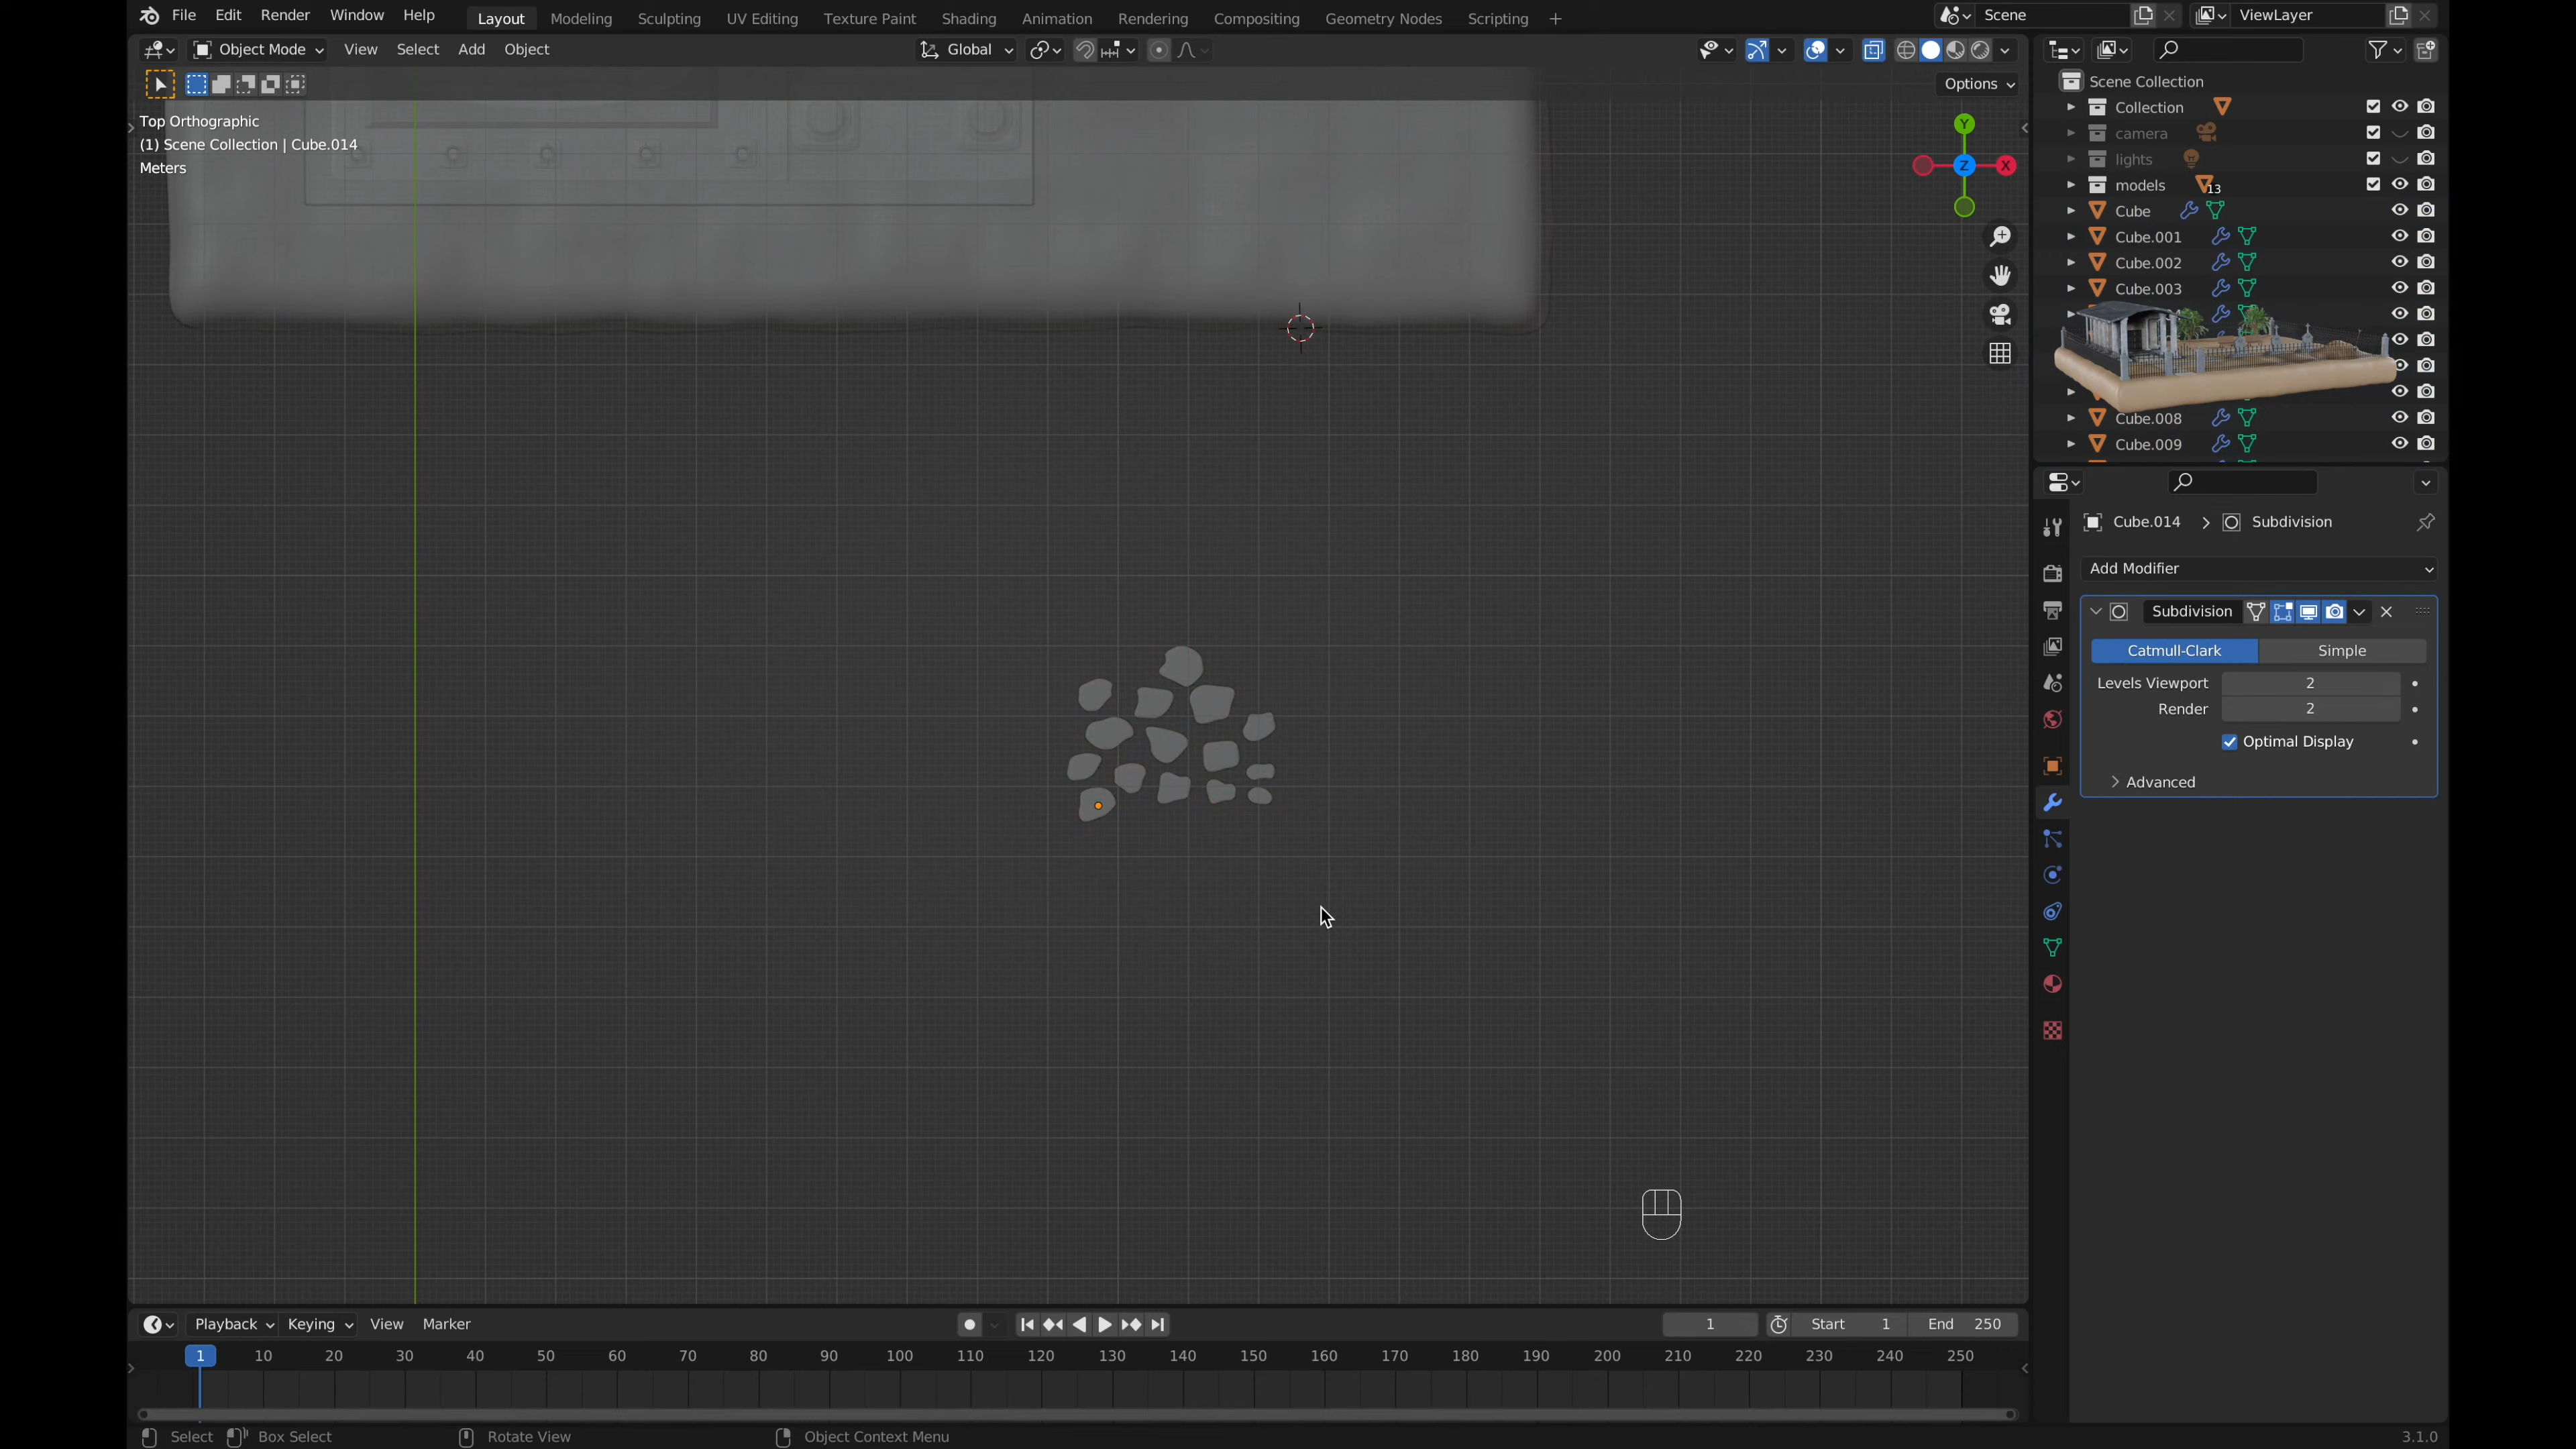 File Edit Render Window Help Layout Modeling Sculpting UV Editing Texture Paint Shading Animation Rendering Compositing Geometry Nodes Scripting + Scene ViewLayer
Object Mode View Select Add Object Global
Options
Top Orthographic
(1) Scene Collection | Cube.014
Meters
Y
X
Z
Scene Collection
Collection
camera
lights
models 13
Cube
Cube.001
Cube.002
Cube.003
Cube.008
Cube.009
Cube.014 > Subdivision
Add Modifier
Subdivision
Catmull-Clark Simple
Levels Viewport 2
Render 2
Optimal Display
Advanced
Playback Keying View Marker 1 Start 1 End 250
1 10 20 30 40 50 60 70 80 90 100 110 120 130 140 150 160 170 180 190 200 210 220 230 240 250
Select Box Select Rotate View Object Context Menu 3.1.0